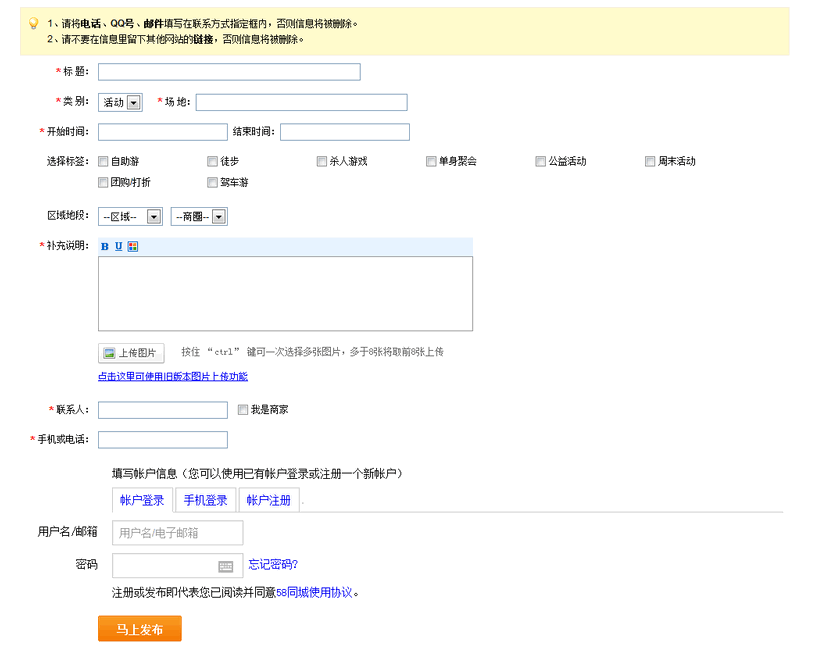 1、请将电话、QQ号、邮件填写在联系方式指定框内，否则信息将被删除。
2、请不要在信息里留下其他网站的链接，否则信息将被删除。
*标 题：
*类 别： 活动 *场 地：
*开始时间： 结束时间：
选择标签： 自助游 徒步 杀人游戏 单身聚会 公益活动 周末活动
团购/打折 驾车游
区域地段： --区域-- --商圈--
*补充说明： B U
上传图片 按住 “ctrl” 键可一次选择多张图片，多于8张将取前8张上传
点击这里可使用旧版本图片上传功能
*联系人： 我是商家
*手机或电话：
填写帐户信息（您可以使用已有帐户登录或注册一个新帐户）
帐户登录 手机登录 帐户注册
用户名/邮箱 用户名/电子邮箱
密码 忘记密码?
注册或发布即代表您已阅读并同意58同城使用协议。
马上发布